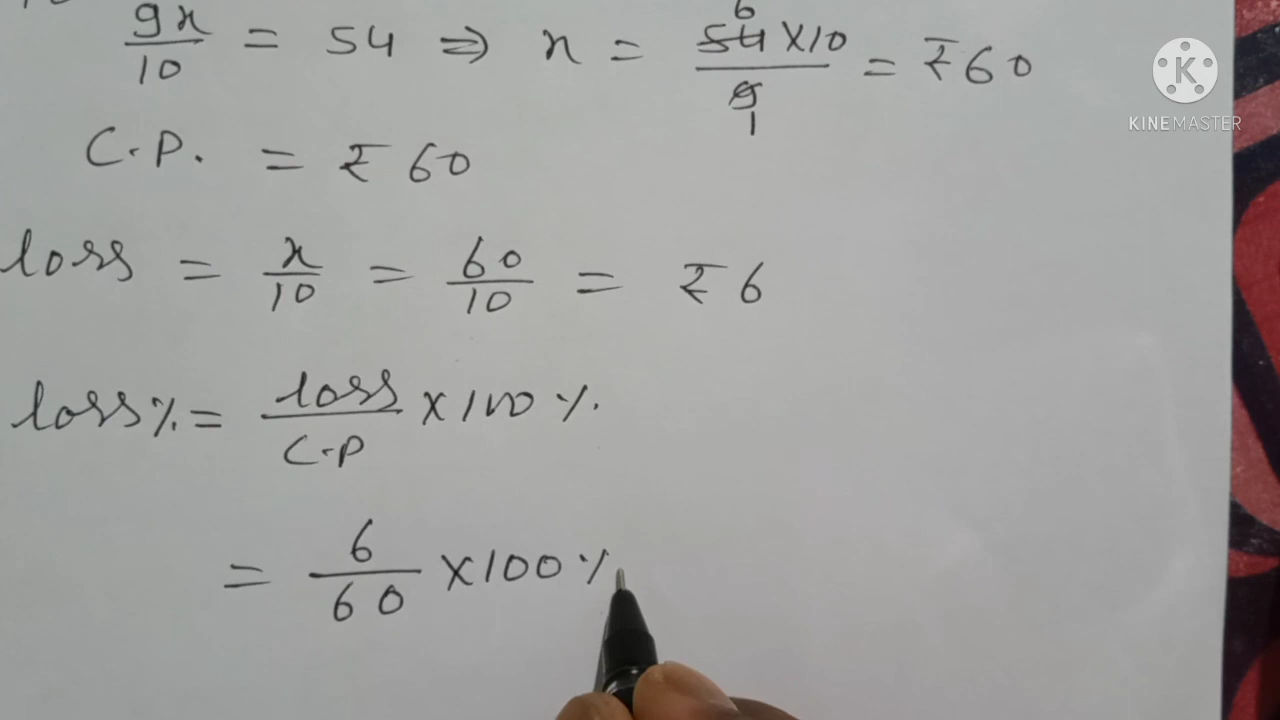 9x/10 = 54 ⇒ x = 54 6 × 10 / 9 1 = ₹60
C.P. = ₹ 60
loss = x/10 = 60/10 = ₹ 6
loss % = loss/C.P × 100 %.
= 6/60 × 100 %
K
KINEMASTER